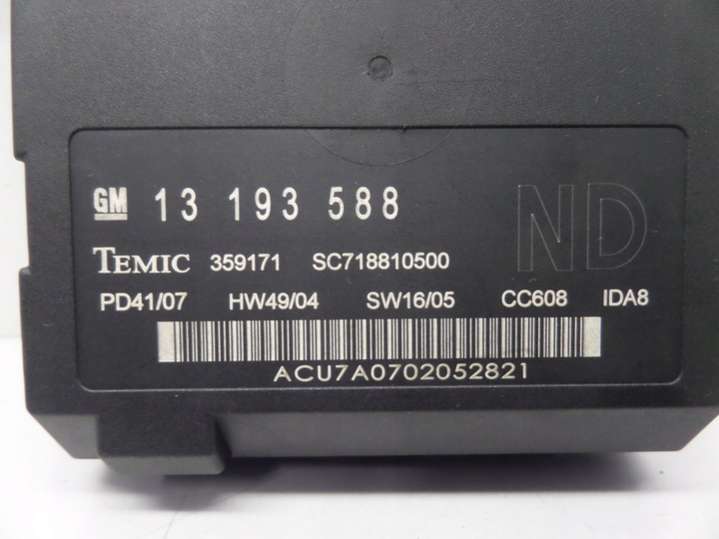 GM 13 193 588 ND
TEMIC 359171 SC718810500
PD41/07 HW49/04 SW16/05 CC608 IDA8
ACU7A0702052821